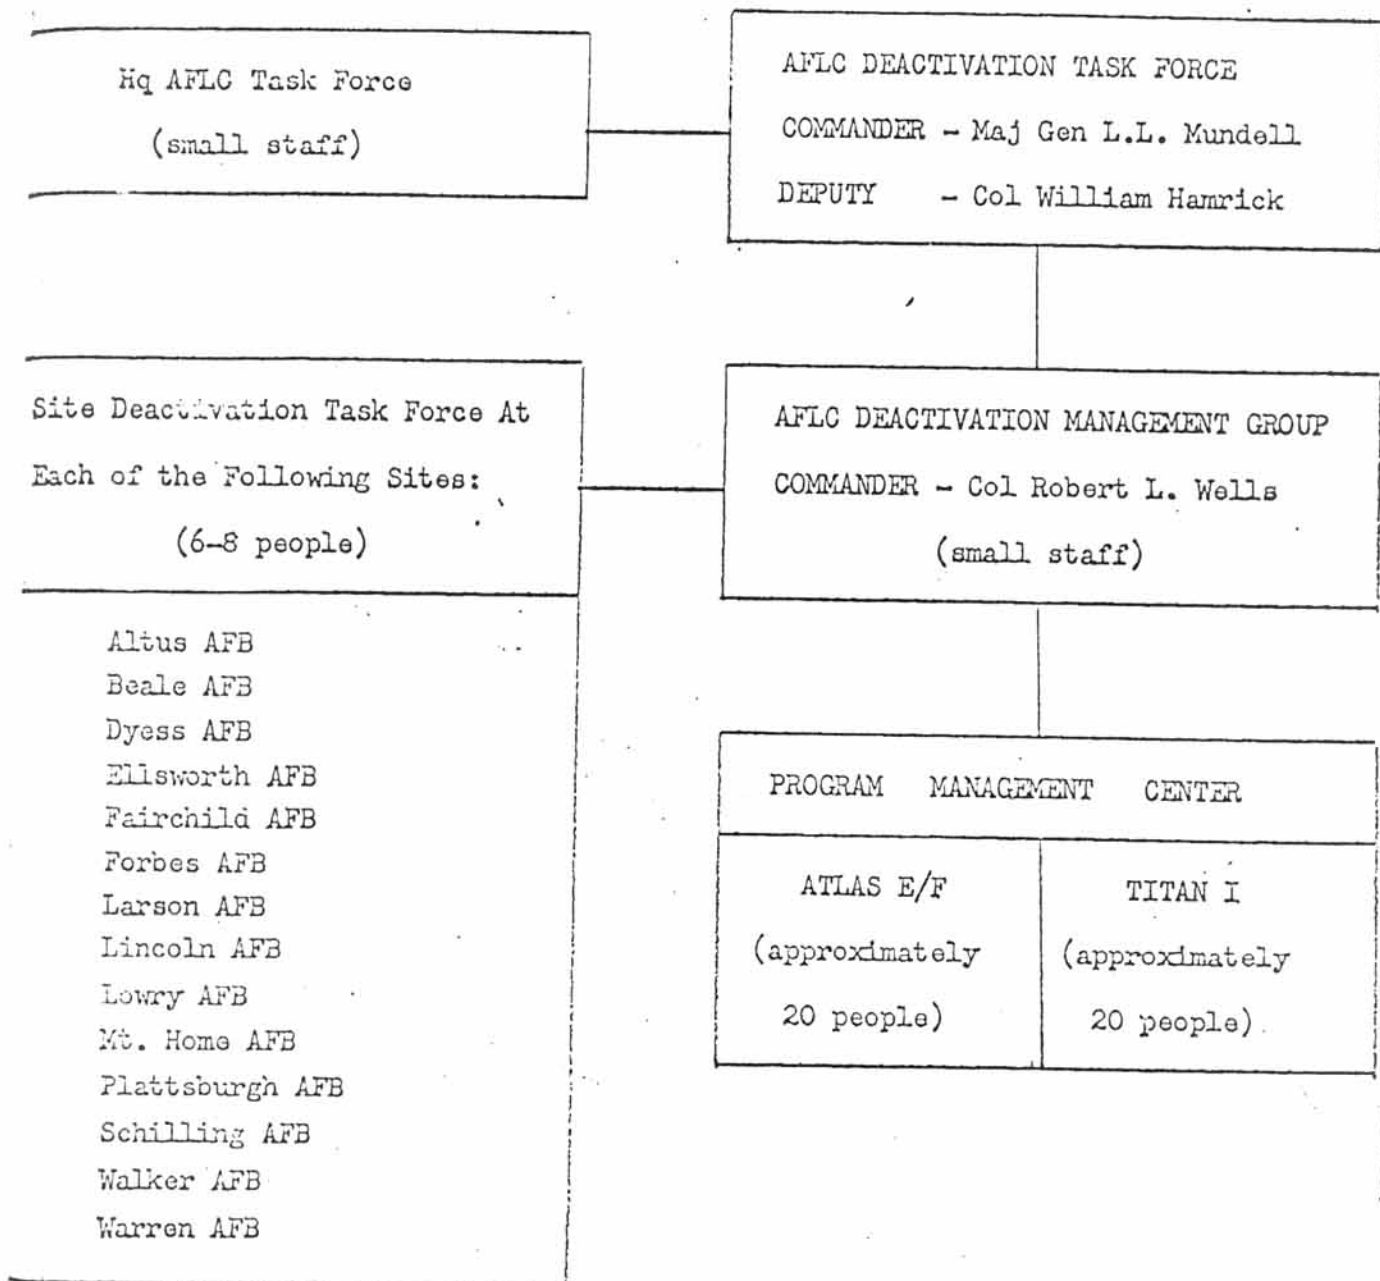 Hq AFLC Task Force
(small staff)
AFLC DEACTIVATION TASK FORCE
COMMANDER - Maj Gen L.L. Mundell
DEPUTY - Col William Hamrick
Site Deactivation Task Force At
Each of the Following Sites:
(6-8 people)
Altus AFB
Beale AFB
Dyess AFB
Ellsworth AFB
Fairchild AFB
Forbes AFB
Larson AFB
Lincoln AFB
Lowry AFB
Mt. Home AFB
Plattsburgh AFB
Schilling AFB
Walker AFB
Warren AFB
AFLC DEACTIVATION MANAGEMENT GROUP
COMMANDER - Col Robert L. Wells
(small staff)
PROGRAM MANAGEMENT CENTER
ATLAS E/F
(approximately
20 people)
TITAN I
(approximately
20 people)